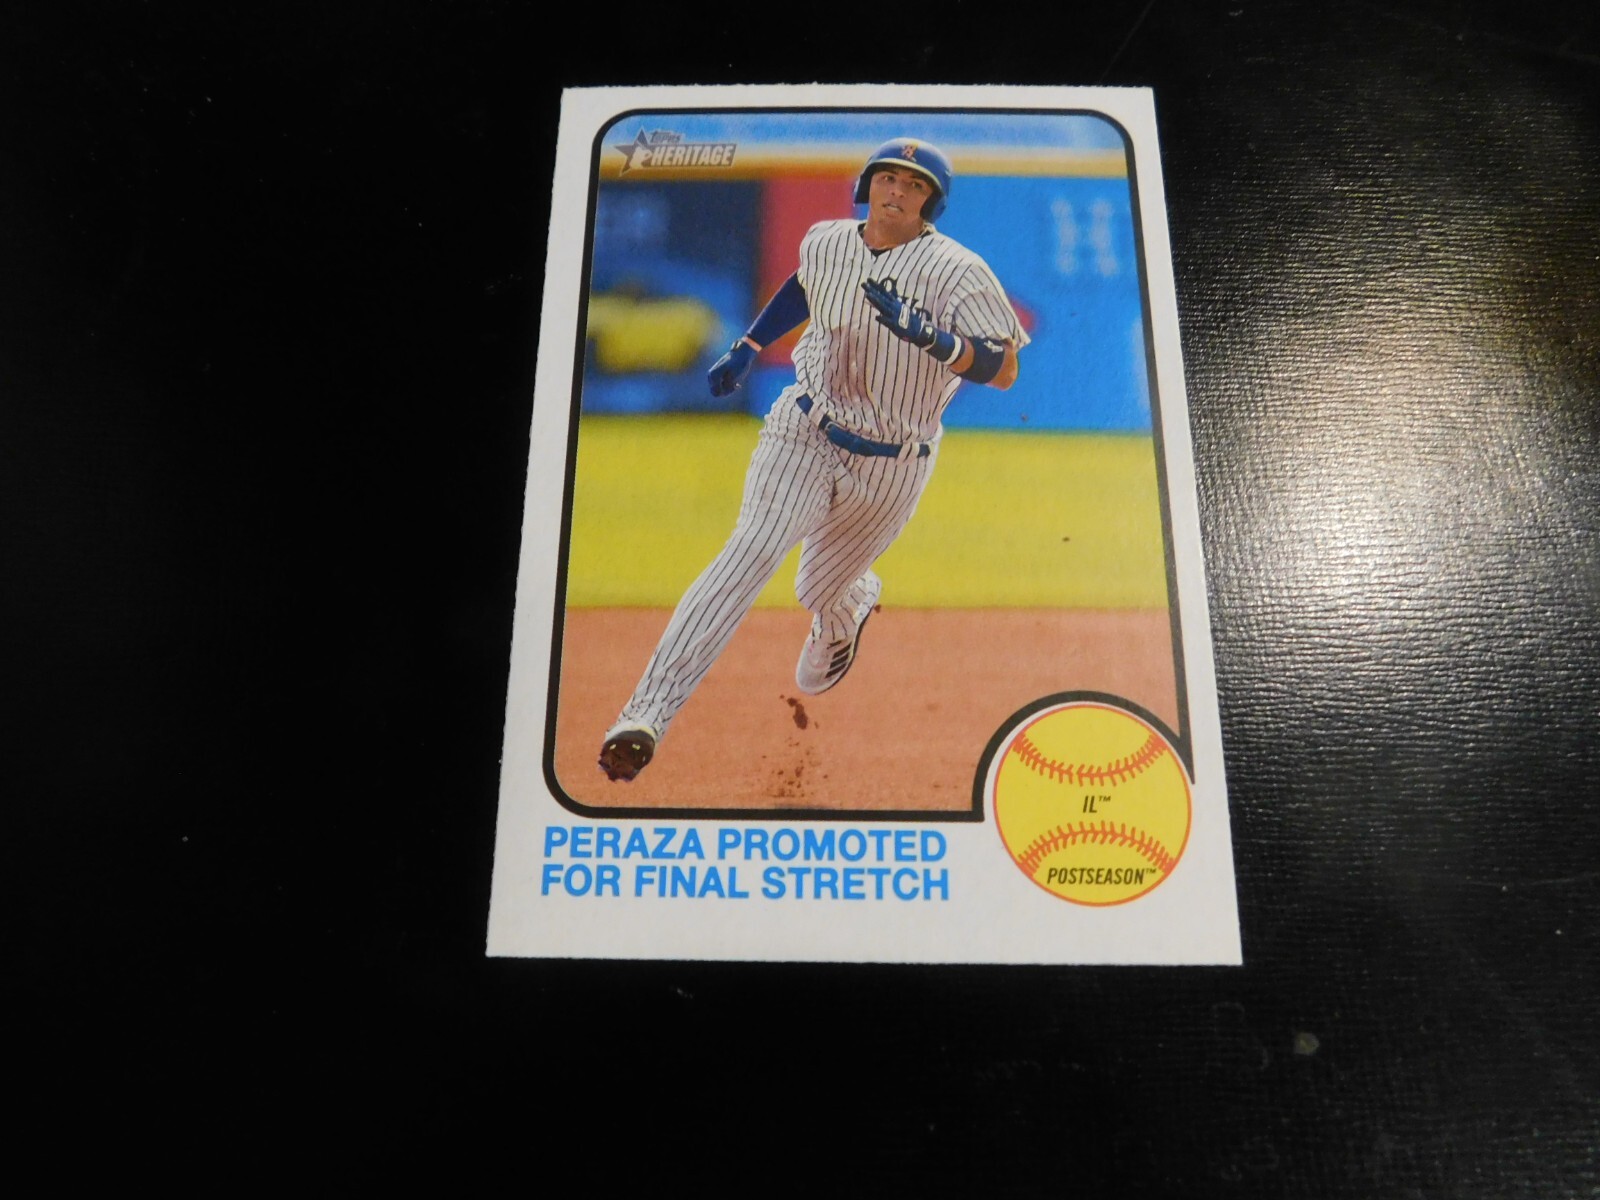 Topps
HERITAGE
PERAZA PROMOTED
FOR FINAL STRETCH
IL™
POSTSEASON™